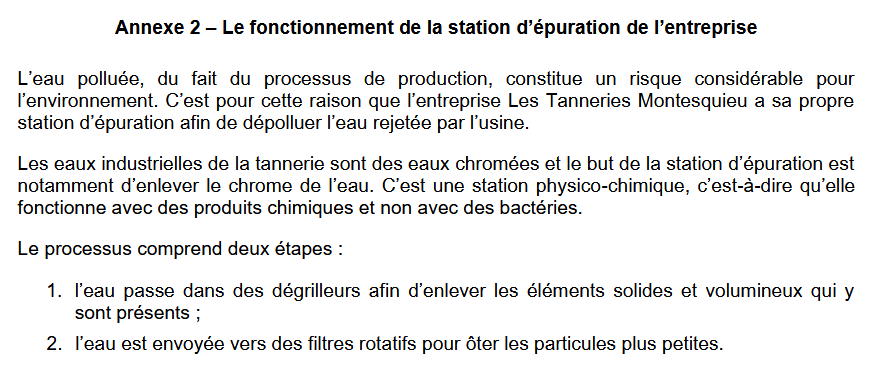 Annexe 2 – Le fonctionnement de la station d’épuration de l’entreprise
L’eau polluée, du fait du processus de production, constitue un risque considérable pour
l’environnement. C’est pour cette raison que l’entreprise Les Tanneries Montesquieu a sa propre
station d’épuration afin de dépolluer l’eau rejetée par l’usine.
Les eaux industrielles de la tannerie sont des eaux chromées et le but de la station d’épuration est
notamment d’enlever le chrome de l’eau. C’est une station physico-chimique, c’est-à-dire qu’elle
fonctionne avec des produits chimiques et non avec des bactéries.
Le processus comprend deux étapes :
1. l’eau passe dans des dégrilleurs afin d’enlever les éléments solides et volumineux qui y
sont présents ;
2. l’eau est envoyée vers des filtres rotatifs pour ôter les particules plus petites.